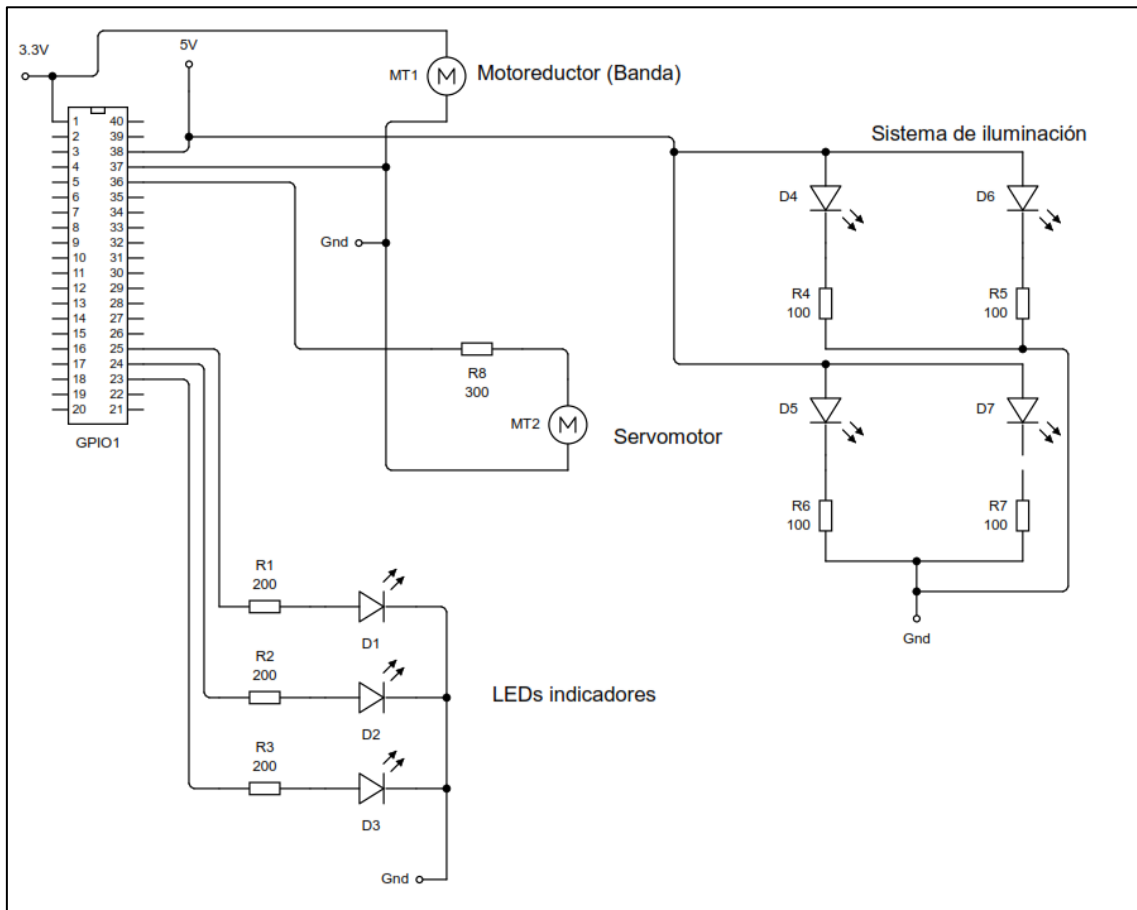 3.3V
5V
MT1
Motoreductor (Banda)
Sistema de iluminación
1 40
2 39
3 38
4 37
5 36
6 35
7 34
8 33
9 32
10 31
11 30
12 29
13 28
14 27
15 26
16 25
17 24
18 23
19 22
20 21
GPIO1
Gnd
D4
D6
R4
100
R5
100
R8
300
MT2
Servomotor
D5
D7
R6
100
R7
100
Gnd
R1
200
D1
R2
200
D2
LEDs indicadores
R3
200
D3
Gnd